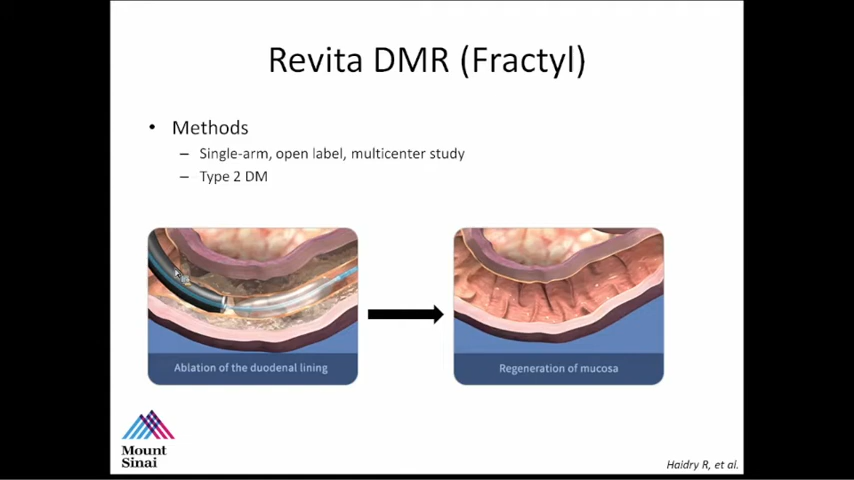 Revita DMR (Fractyl)
• Methods
– Single-arm, open label, multicenter study
– Type 2 DM
Ablation of the duodenal lining
Regeneration of mucosa
Mount
Sinai
Haidry R, et al.